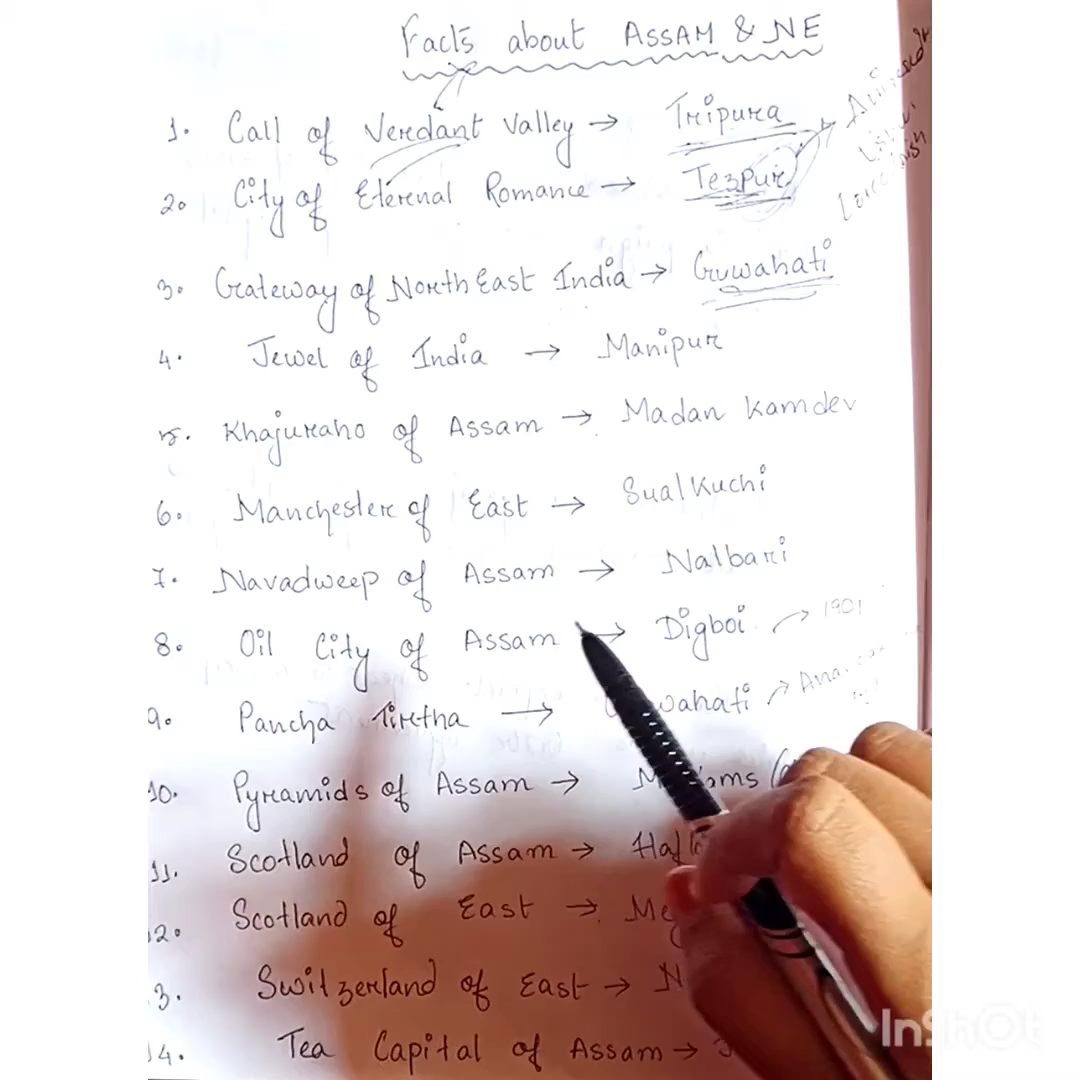 Facts about ASSAM & NE
1. Call of Verdant Valley → Tripura
2. City of Eternal Romance → Tezpur
3. Gateway of North East India → Guwahati
4. Jewel of India → Manipur
5. Khajuraho of Assam → Madan Kamdev
6. Manchester of East → Sualkuchi
7. Navadweep of Assam → Nalbari
8. Oil City of Assam → Digboi → 1901
9. Pancha Tirtha →
10. Pyramids of Assam →
11. Scotland of Assam →
12. Scotland of East →
13. Switzerland of East →
14. Tea Capital of Assam →
InShOt